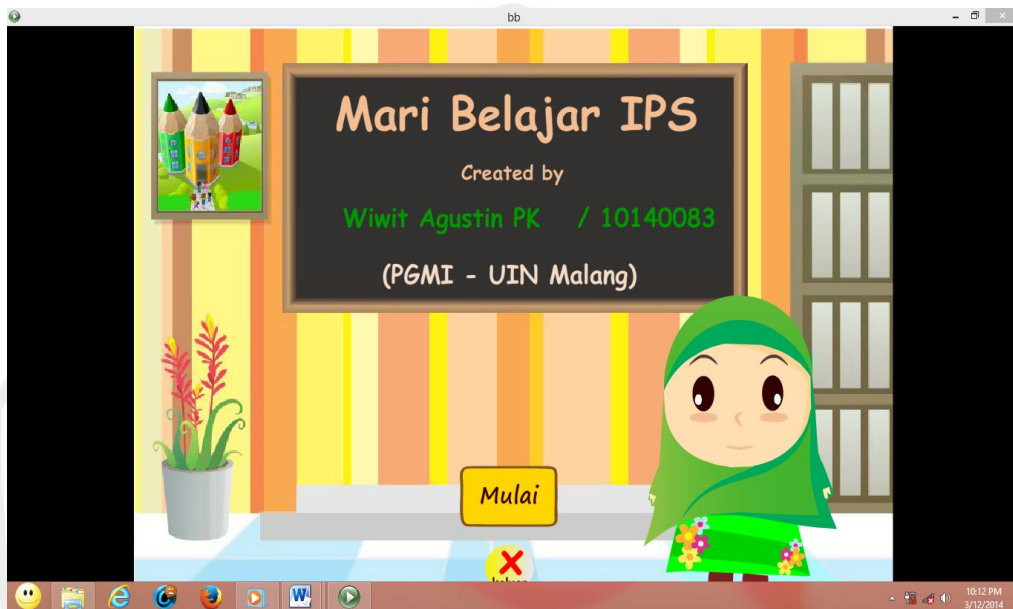 bb
Mari Belajar IPS
Created by
Wiwit Agustin PK / 10140083
(PGMI - UIN Malang)
Mulai
10:12 PM
3/12/2014